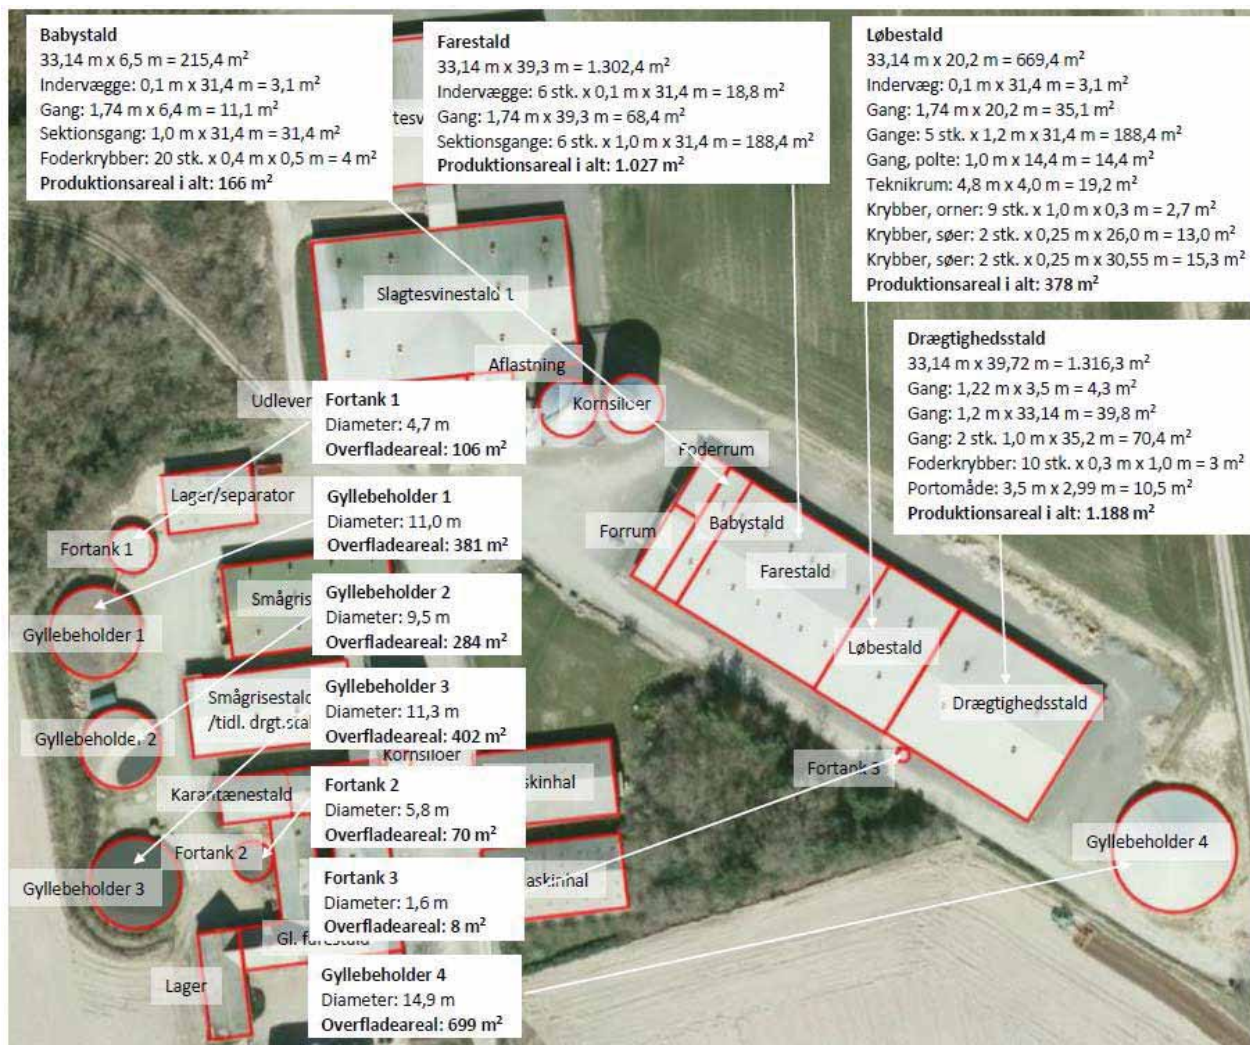 Babystald
33,14 m x 6,5 m = 215,4 m²
Indervægge: 0,1 m x 31,4 m = 3,1 m²
Gang: 1,74 m x 6,4 m = 11,1 m²
Sektionsgang: 1,0 m x 31,4 m = 31,4 m²
Foderkrybber: 20 stk. x 0,4 m x 0,5 m = 4 m²
Produktionsareal i alt: 166 m²
Farestald
33,14 m x 39,3 m = 1.302,4 m²
Indervægge: 6 stk. x 0,1 m x 31,4 m = 18,8 m²
Gang: 1,74 m x 39,3 m = 68,4 m²
Sektionsgange: 6 stk. x 1,0 m x 31,4 m = 188,4 m²
Produktionsareal i alt: 1.027 m²
Løbestald
33,14 m x 20,2 m = 669,4 m²
Indervæg: 0,1 m x 31,4 m = 3,1 m²
Gang: 1,74 m x 20,2 m = 35,1 m²
Gange: 5 stk. x 1,2 m x 31,4 m = 188,4 m²
Gang, polte: 1,0 m x 14,4 m = 14,4 m²
Teknikrum: 4,8 m x 4,0 m = 19,2 m²
Krybber, orner: 9 stk. x 1,0 m x 0,3 m = 2,7 m²
Krybber, søer: 2 stk. x 0,25 m x 26,0 m = 13,0 m²
Krybber, søer: 2 stk. x 0,25 m x 30,55 m = 15,3 m²
Produktionsareal i alt: 378 m²
Drægtighedsstald
33,14 m x 39,72 m = 1.316,3 m²
Gang: 1,22 m x 3,5 m = 4,3 m²
Gang: 1,2 m x 33,14 m = 39,8 m²
Gang: 2 stk. 1,0 m x 35,2 m = 70,4 m²
Foderkrybber: 10 stk. x 0,3 m x 1,0 m = 3 m²
Portomåde: 3,5 m x 2,99 m = 10,5 m²
Produktionsareal i alt: 1.188 m²
Slagtesvinestald 1
Aflastning
Kornsiloer
Udlever
Fortank 1
Diameter: 4,7 m
Overfladeareal: 106 m²
Foderrum
Lager/separator
Gyllebeholder 1
Diameter: 11,0 m
Overfladeareal: 381 m²
Forrum
Babystald
Farestald
Fortank 1
Gyllebeholder 2
Diameter: 9,5 m
Overfladeareal: 284 m²
Smågris
Gyllebeholder 1
Løbestald
Gyllebeholder 3
Diameter: 11,3 m
Overfladeareal: 402 m²
Smågrisestald
/tidl. drgt.stal
Drægtighedsstald
Gyllebeholder 2
Kornsiloer
Fortank 3
Karantænestald
Fortank 2
Diameter: 5,8 m
Overfladeareal: 70 m²
skinhal
Fortank 2
Gyllebeholder 4
Gyllebeholder 3
Fortank 3
Diameter: 1,6 m
Overfladeareal: 8 m²
askinhal
Gl. farestald
Lager
Gyllebeholder 4
Diameter: 14,9 m
Overfladeareal: 699 m²